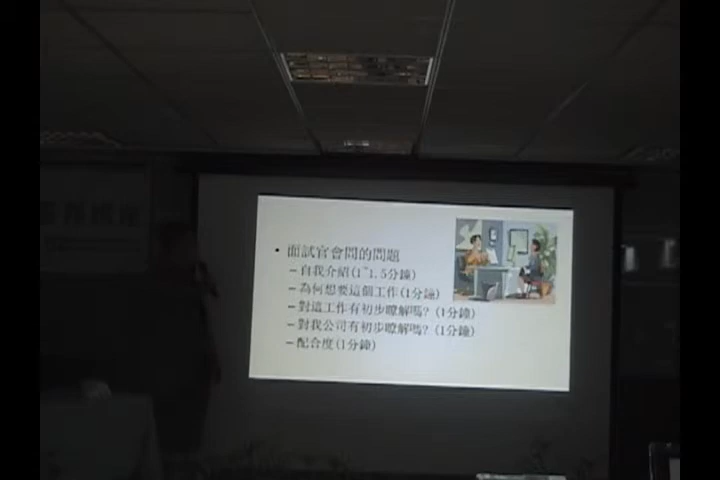 • 面試官會問的問題
–自我介紹(1~1.5分鐘)
–為何想要這個工作(1分鐘)
–對這工作有初步瞭解嗎? (1分鐘)
–對我公司有初步瞭解嗎? (1分鐘)
–配合度(1分鐘)